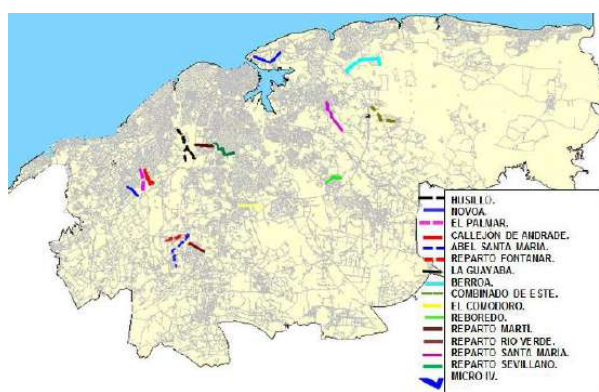 HUSILLO.
NOVOA.
EL PALMAR.
CALLEJON DE ANDRADE.
ABEL SANTA MARIA.
REPARTO FONTANAR.
LA GUAYABA.
BERROA.
COMBINADO DE ESTE.
EL COMODORO.
REBOREDO.
REPARTO MARTÍ.
REPARTO RIO VERDE.
REPARTO SANTA MARIA.
REPARTO SEVILLANO.
MICRO IV.